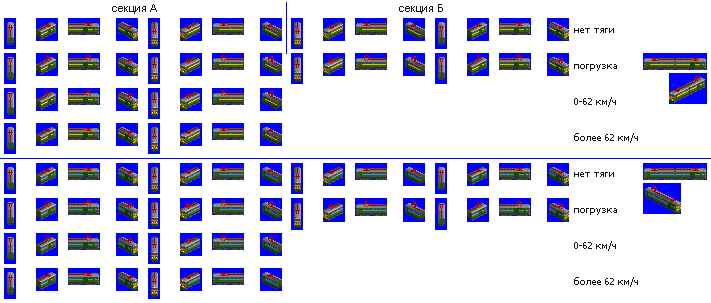 секция А
секция Б
нет тяги
погрузка
0-62 км/ч
более 62 км/ч
нет тяги
погрузка
0-62 км/ч
более 62 км/ч